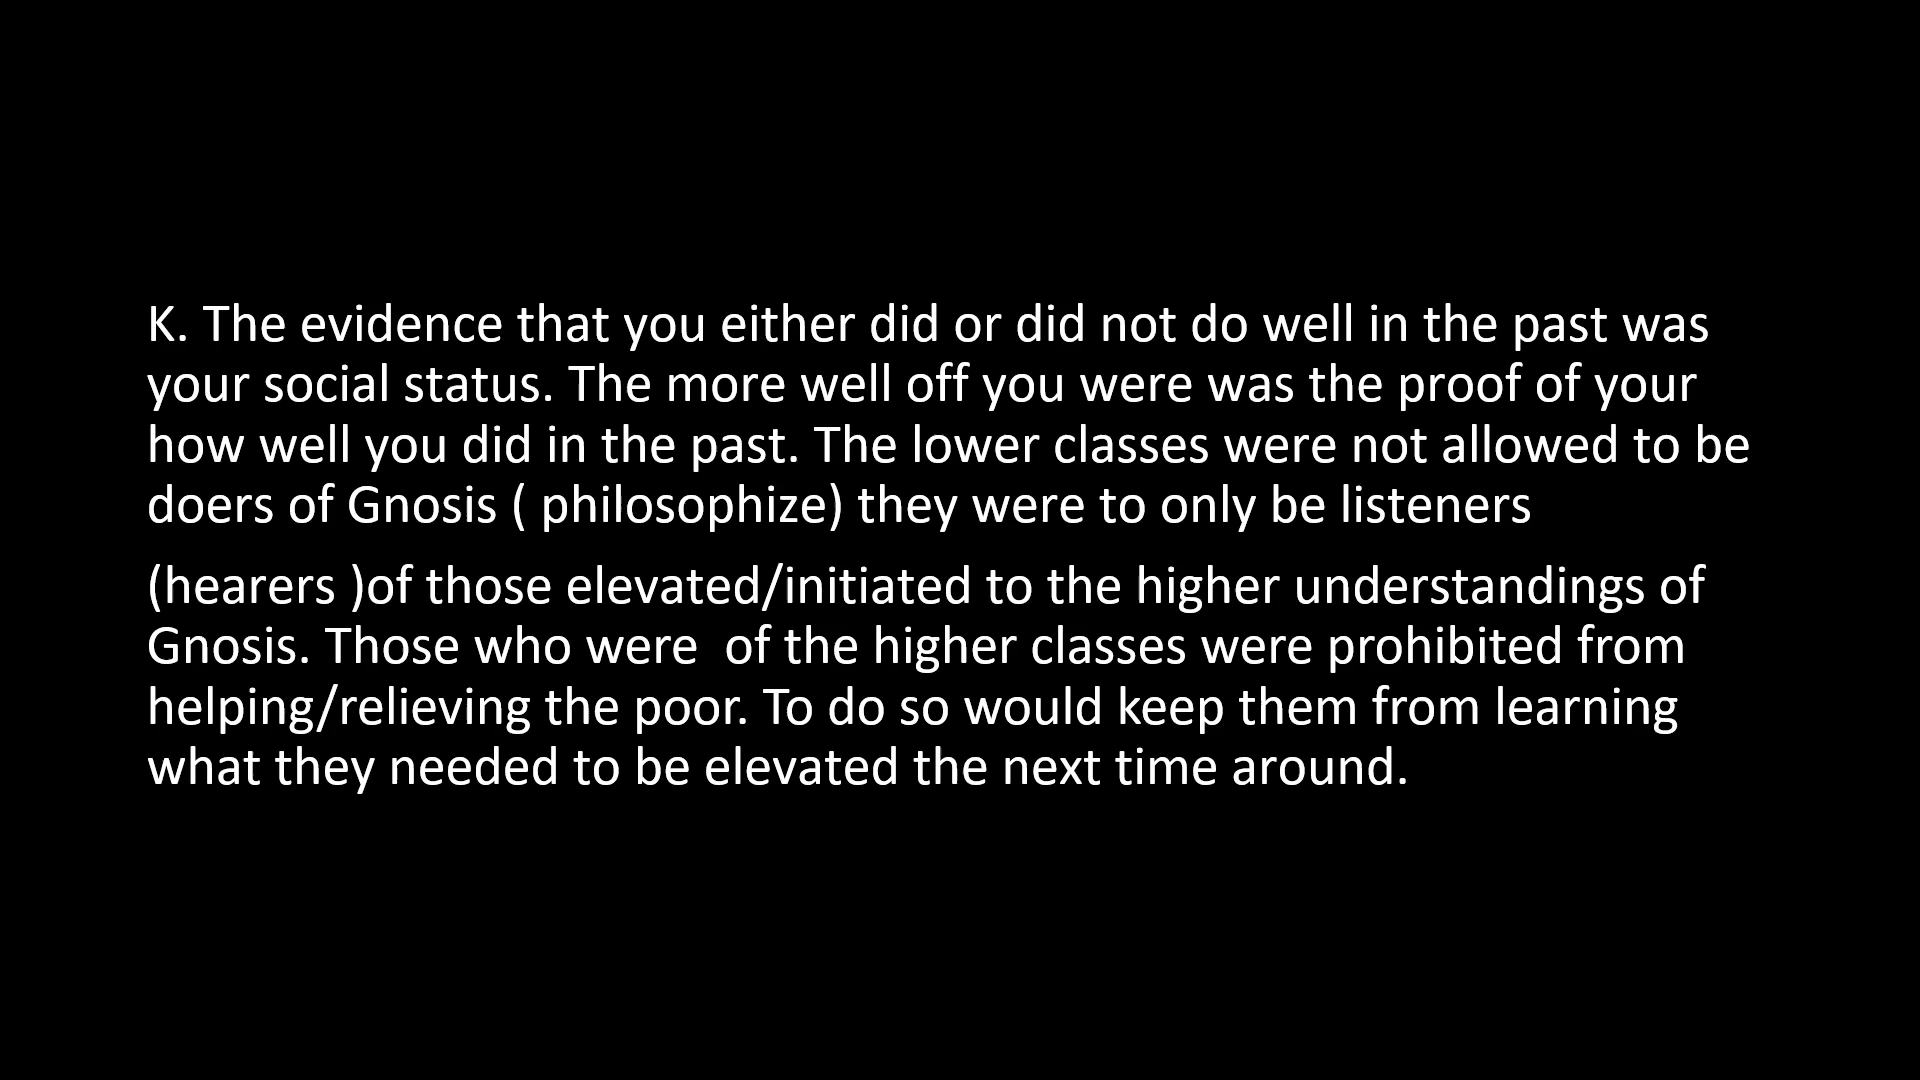 K. The evidence that you either did or did not do well in the past was
your social status. The more well off you were was the proof of your
how well you did in the past. The lower classes were not allowed to be
doers of Gnosis ( philosophize) they were to only be listeners
(hearers )of those elevated/initiated to the higher understandings of
Gnosis. Those who were  of the higher classes were prohibited from
helping/relieving the poor. To do so would keep them from learning
what they needed to be elevated the next time around.